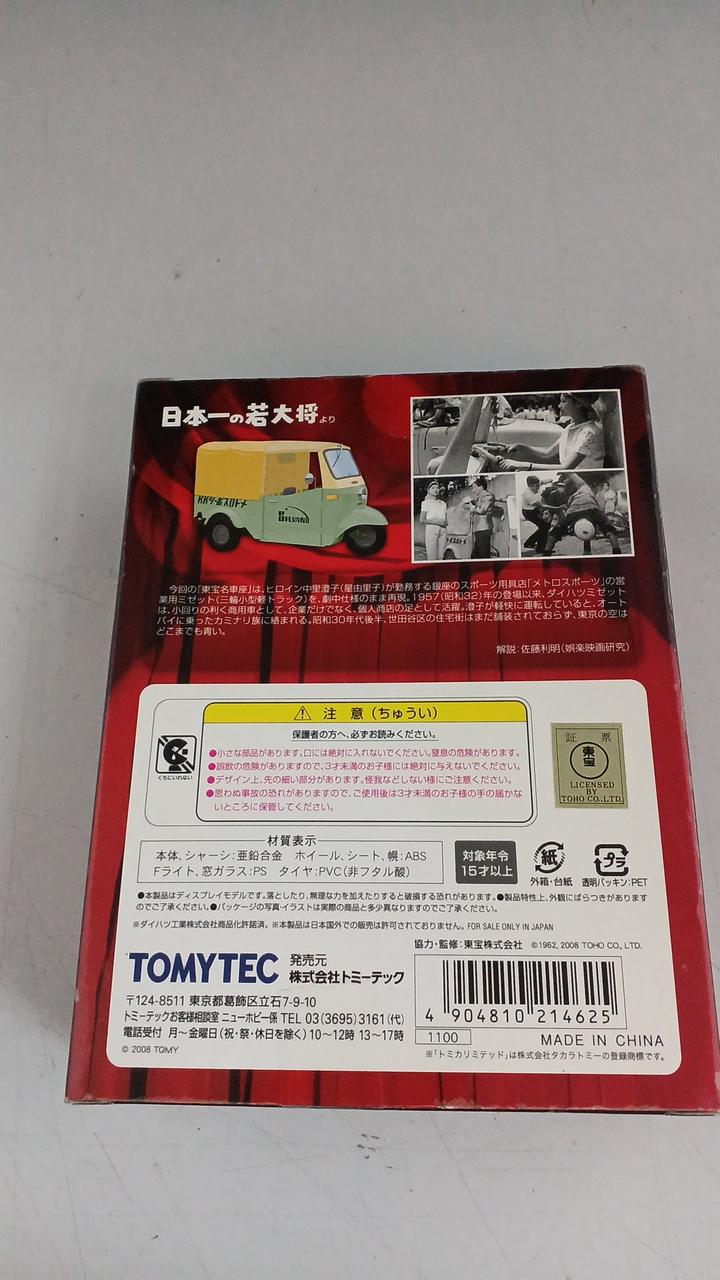 日本一の若大将より
KKツーポスロトメ
BILVANO
今回の「東宝名車座」は、ヒロイン中里澄子(星由里子)が勤務する銀座のスポーツ用具店「メトロスポーツ」の営
業用ミゼット(三輪小型軽トラック)を、劇中仕様のまま再現。1957(昭和32)年の登場以来、ダイハツミゼット
は、小回りの利く商用車として、企業だけでなく、個人商店の足として活躍。澄子が軽快に運転していると、オート
バイに乗ったカミナリ族に絡まれる。昭和30年代後半、世田谷区の住宅街はまだ舗装されておらず、東京の空は
どこまでも青い。
解説:佐藤利明(娯楽映画研究)
注 意(ちゅうい)
保護者の方へ、必ずお読みください。
●小さな部品があります。口には絶対に入れないでください。窒息の危険があります。
●誤飲の危険がありますので、3才未満のお子様には絶対に与えないでください。
●デザイン上、先の細い部分があります。怪我などしない様にご注意ください。
●思わぬ事故の恐れがありますので、ご使用後は3才未満のお子様の手の届かな
いところに保管してください。
くちにいれない
証 票
東宝
LICENSED
BY
TOHO CO.,LTD.
材質表示
本体、シャーシ:亜鉛合金 ホイール、シート、幌:ABS
Fライト、窓ガラス:PS タイヤ:PVC(非フタル酸)
対象年令
15才以上
紙
外箱・台紙
プラ
透明パッキン:PET
●本製品はディスプレイモデルです。落としたり、無理な力を加えたりすると破損する恐れがあります。●製品特性上、外観にばらつきがあります
のでご了承ください。●パッケージの写真・イラストは実際の商品と多少異なりますのでご了承ください。
※ダイハツ工業株式会社商品化許諾済。※本製品は日本国外での販売は許可されておりません。FOR SALE ONLY IN JAPAN
協力・監修:東宝株式会社 ©1962, 2008 TOHO CO., LTD.
TOMYTEC 発売元
株式会社トミーテック
〒124-8511 東京都葛飾区立石7-9-10
トミーテックお客様相談室 ニューホビー係 TEL 03(3695)3161(代)
電話受付 月〜金曜日(祝・祭・休日を除く)10〜12時 13〜17時
© 2008 TOMY
4 904810 214625
1100
MADE IN CHINA
※「トミカリミテッド」は株式会社タカラトミーの登録商標です。